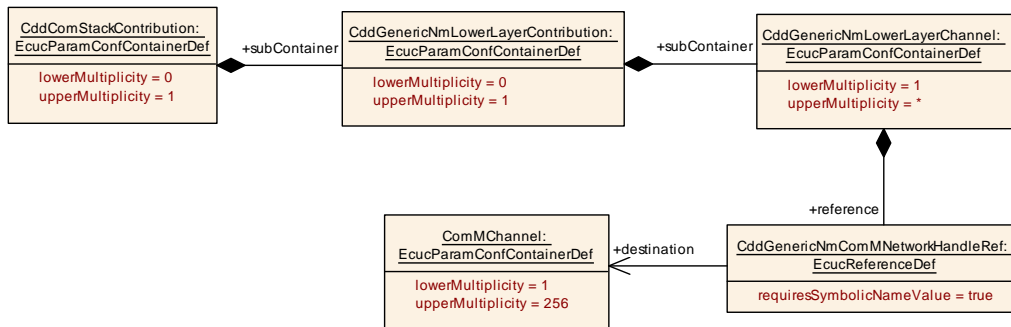 CddComStackContribution:
EcucParamConfContainerDef
lowerMultiplicity = 0
upperMultiplicity = 1
+subContainer
CddGenericNmLowerLayerContribution:
EcucParamConfContainerDef
lowerMultiplicity = 0
upperMultiplicity = 1
+subContainer
CddGenericNmLowerLayerChannel:
EcucParamConfContainerDef
lowerMultiplicity = 1
upperMultiplicity = *
+reference
ComMChannel:
EcucParamConfContainerDef
lowerMultiplicity = 1
upperMultiplicity = 256
+destination
CddGenericNmComMNetworkHandleRef:
EcucReferenceDef
requiresSymbolicNameValue = true